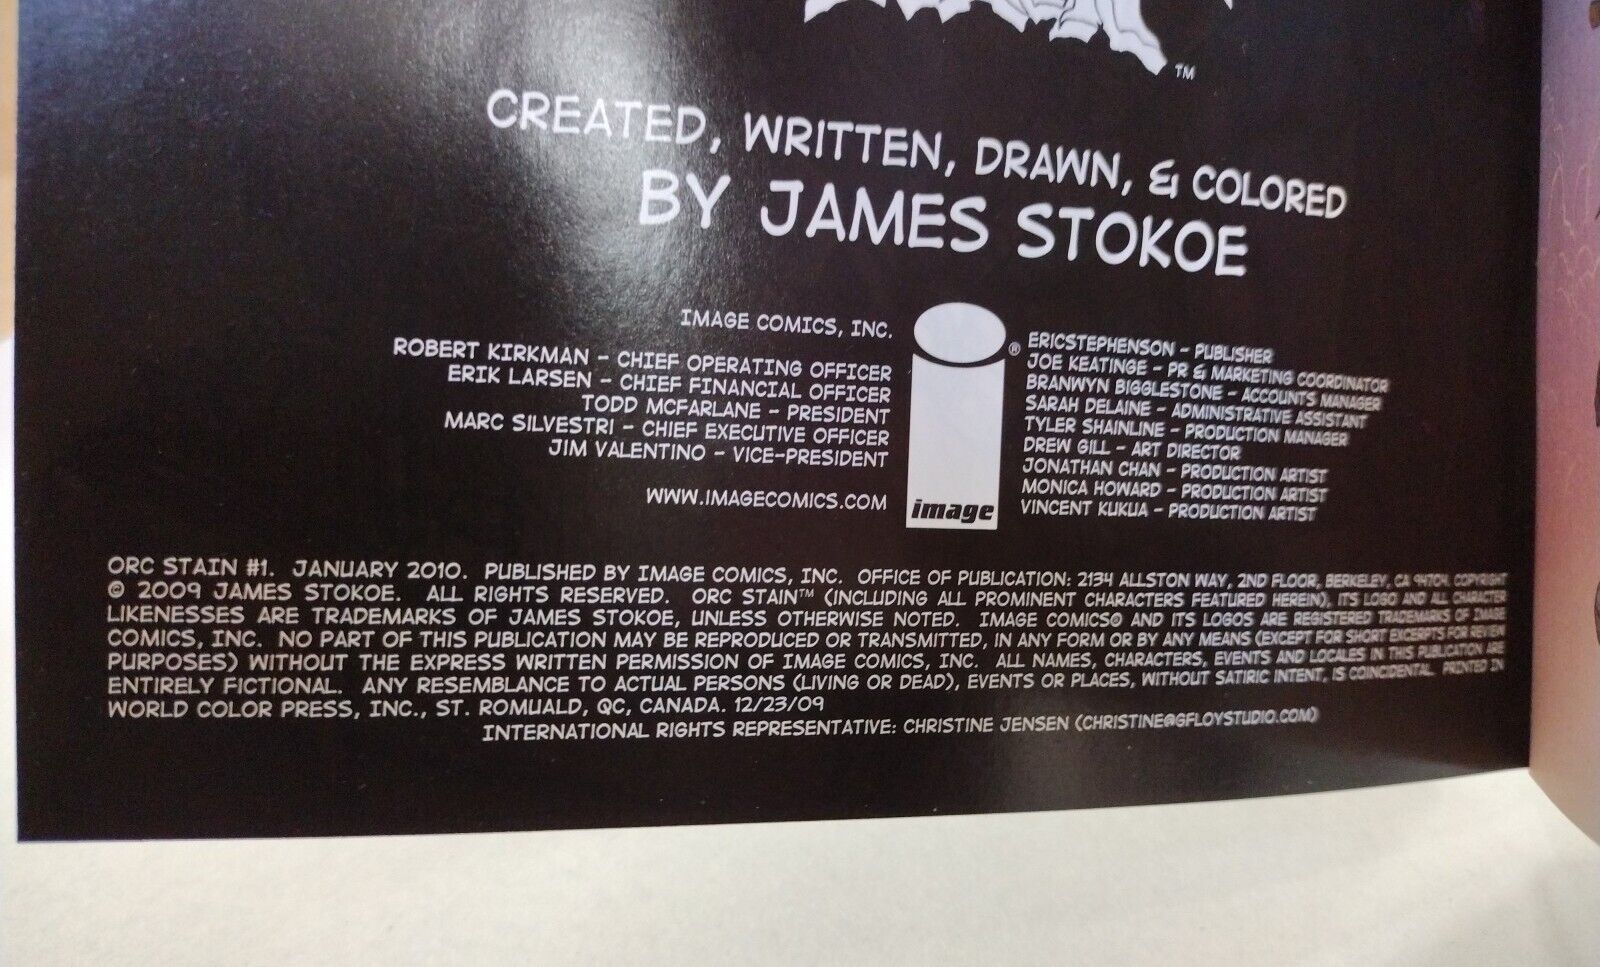 ™
CREATED, WRITTEN, DRAWN, & COLORED
BY JAMES STOKOE
IMAGE COMICS, INC.
ROBERT KIRKMAN - CHIEF OPERATING OFFICER
ERIK LARSEN - CHIEF FINANCIAL OFFICER
TODD MCFARLANE - PRESIDENT
MARC SILVESTRI - CHIEF EXECUTIVE OFFICER
JIM VALENTINO - VICE-PRESIDENT
WWW.IMAGECOMICS.COM
image
®
ERICSTEPHENSON - PUBLISHER
JOE KEATINGE - PR & MARKETING COORDINATOR
BRANWYN BIGGLESTONE - ACCOUNTS MANAGER
SARAH DELAINE - ADMINISTRATIVE ASSISTANT
TYLER SHAINLINE - PRODUCTION MANAGER
DREW GILL - ART DIRECTOR
JONATHAN CHAN - PRODUCTION ARTIST
MONICA HOWARD - PRODUCTION ARTIST
VINCENT KUKUA - PRODUCTION ARTIST
ORC STAIN #1. JANUARY 2010. PUBLISHED BY IMAGE COMICS, INC. OFFICE OF PUBLICATION: 2134 ALLSTON WAY, 2ND FLOOR, BERKELEY, CA 94704. COPYRIGHT
© 2009 JAMES STOKOE. ALL RIGHTS RESERVED. ORC STAIN™ (INCLUDING ALL PROMINENT CHARACTERS FEATURED HEREIN), ITS LOGO AND ALL CHARACTER
LIKENESSES ARE TRADEMARKS OF JAMES STOKOE, UNLESS OTHERWISE NOTED. IMAGE COMICS® AND ITS LOGOS ARE REGISTERED TRADEMARKS OF IMAGE
COMICS, INC. NO PART OF THIS PUBLICATION MAY BE REPRODUCED OR TRANSMITTED, IN ANY FORM OR BY ANY MEANS (EXCEPT FOR SHORT EXCERPTS FOR REVIEW
PURPOSES) WITHOUT THE EXPRESS WRITTEN PERMISSION OF IMAGE COMICS, INC. ALL NAMES, CHARACTERS, EVENTS AND LOCALES IN THIS PUBLICATION ARE
ENTIRELY FICTIONAL. ANY RESEMBLANCE TO ACTUAL PERSONS (LIVING OR DEAD), EVENTS OR PLACES, WITHOUT SATIRIC INTENT, IS COINCIDENTAL. PRINTED IN
WORLD COLOR PRESS, INC., ST. ROMUALD, QC, CANADA. 12/23/09
INTERNATIONAL RIGHTS REPRESENTATIVE: CHRISTINE JENSEN (CHRISTINE@GFLOYSTUDIO.COM)